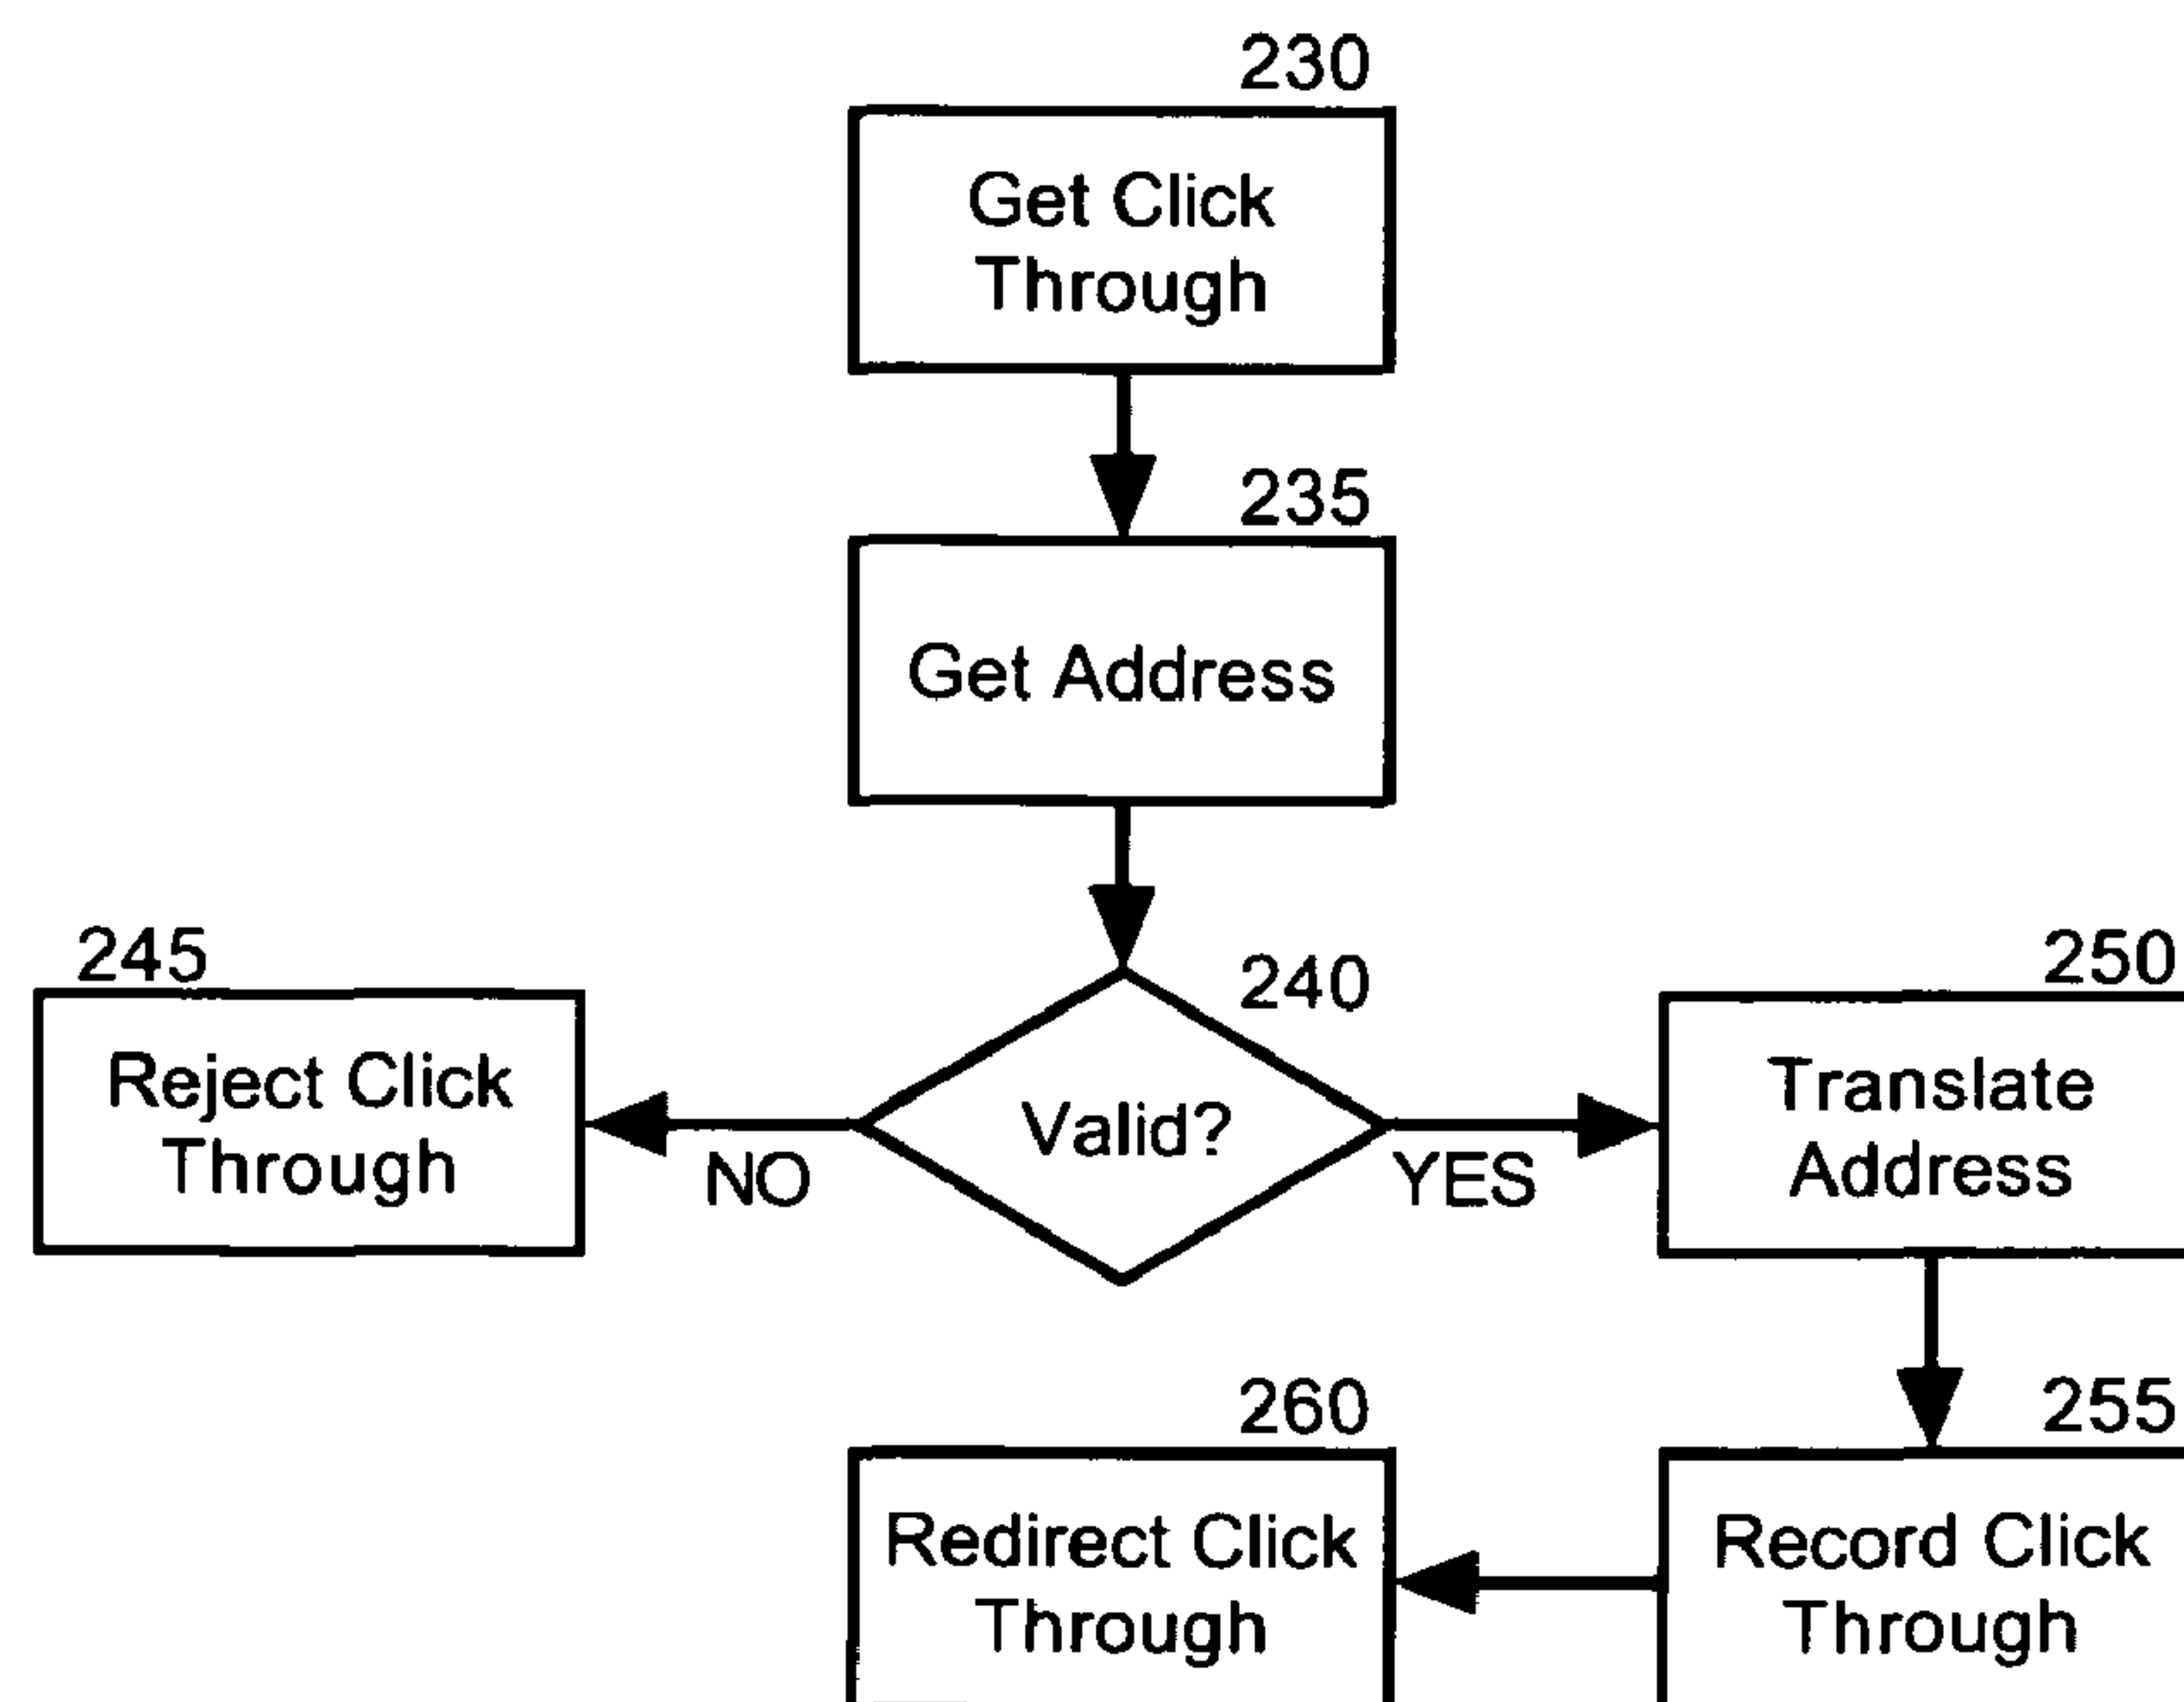 230
Get Click
Through
235
Get Address
245
240
250
Reject Click
Through
Valid?
Translate
Address
NO
YES
260
255
Redirect Click
Through
Record Click
Through